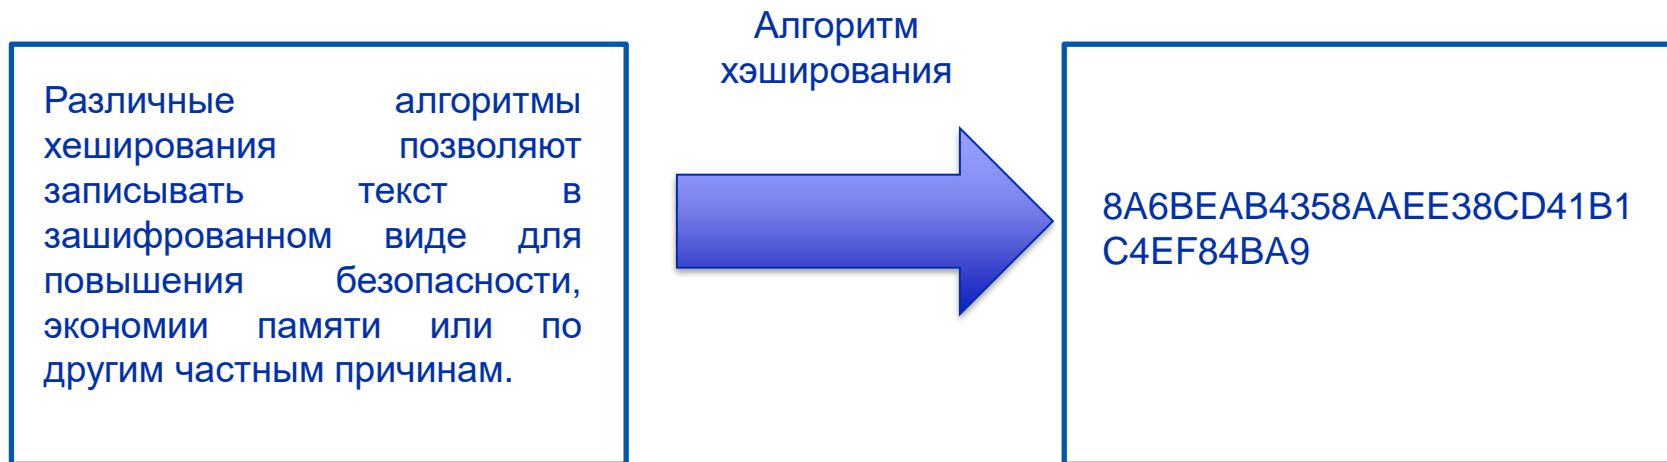 Алгоритм
хэширования
Различные алгоритмы
хеширования позволяют
записывать текст в
зашифрованном виде для
повышения безопасности,
экономии памяти или по
другим частным причинам.
8A6BEAB4358AAEE38CD41B1
C4EF84BA9